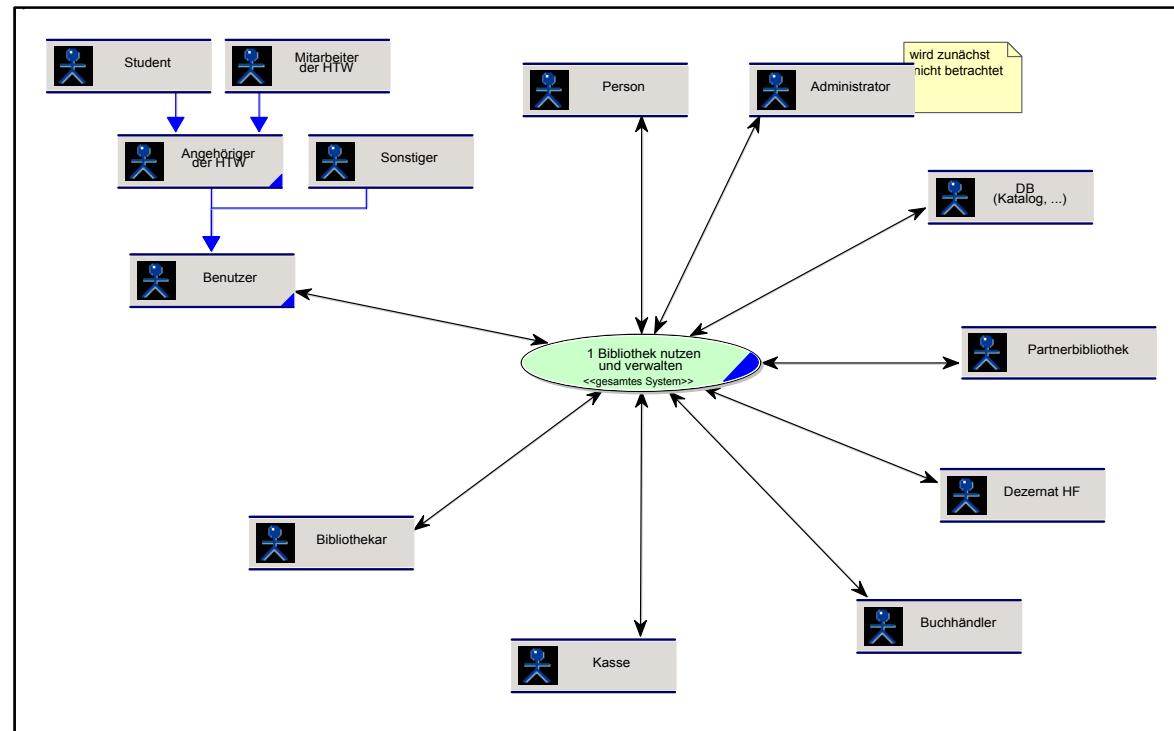 Student
Mitarbeiter
der HTW
wird zunächst
nicht betrachtet
Person
Administrator
Angehöriger
der HTW
Sonstiger
DB
(Katalog, ...)
Benutzer
1 Bibliothek nutzen
und verwalten
<<gesamtes System>>
Partnerbibliothek
Dezernat HF
Bibliothekar
Buchhändler
Kasse